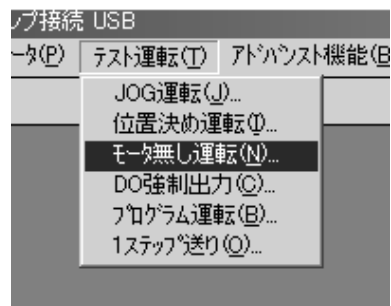 ルプ接続 USB
ータ(P) テスト運転(T) アドバンスト機能(B
JOG運転(J)...
位置決め運転(I)...
モータ無し運転(N)...
DO強制出力(C)...
プログラム運転(B)...
1ステップ送り(O)...